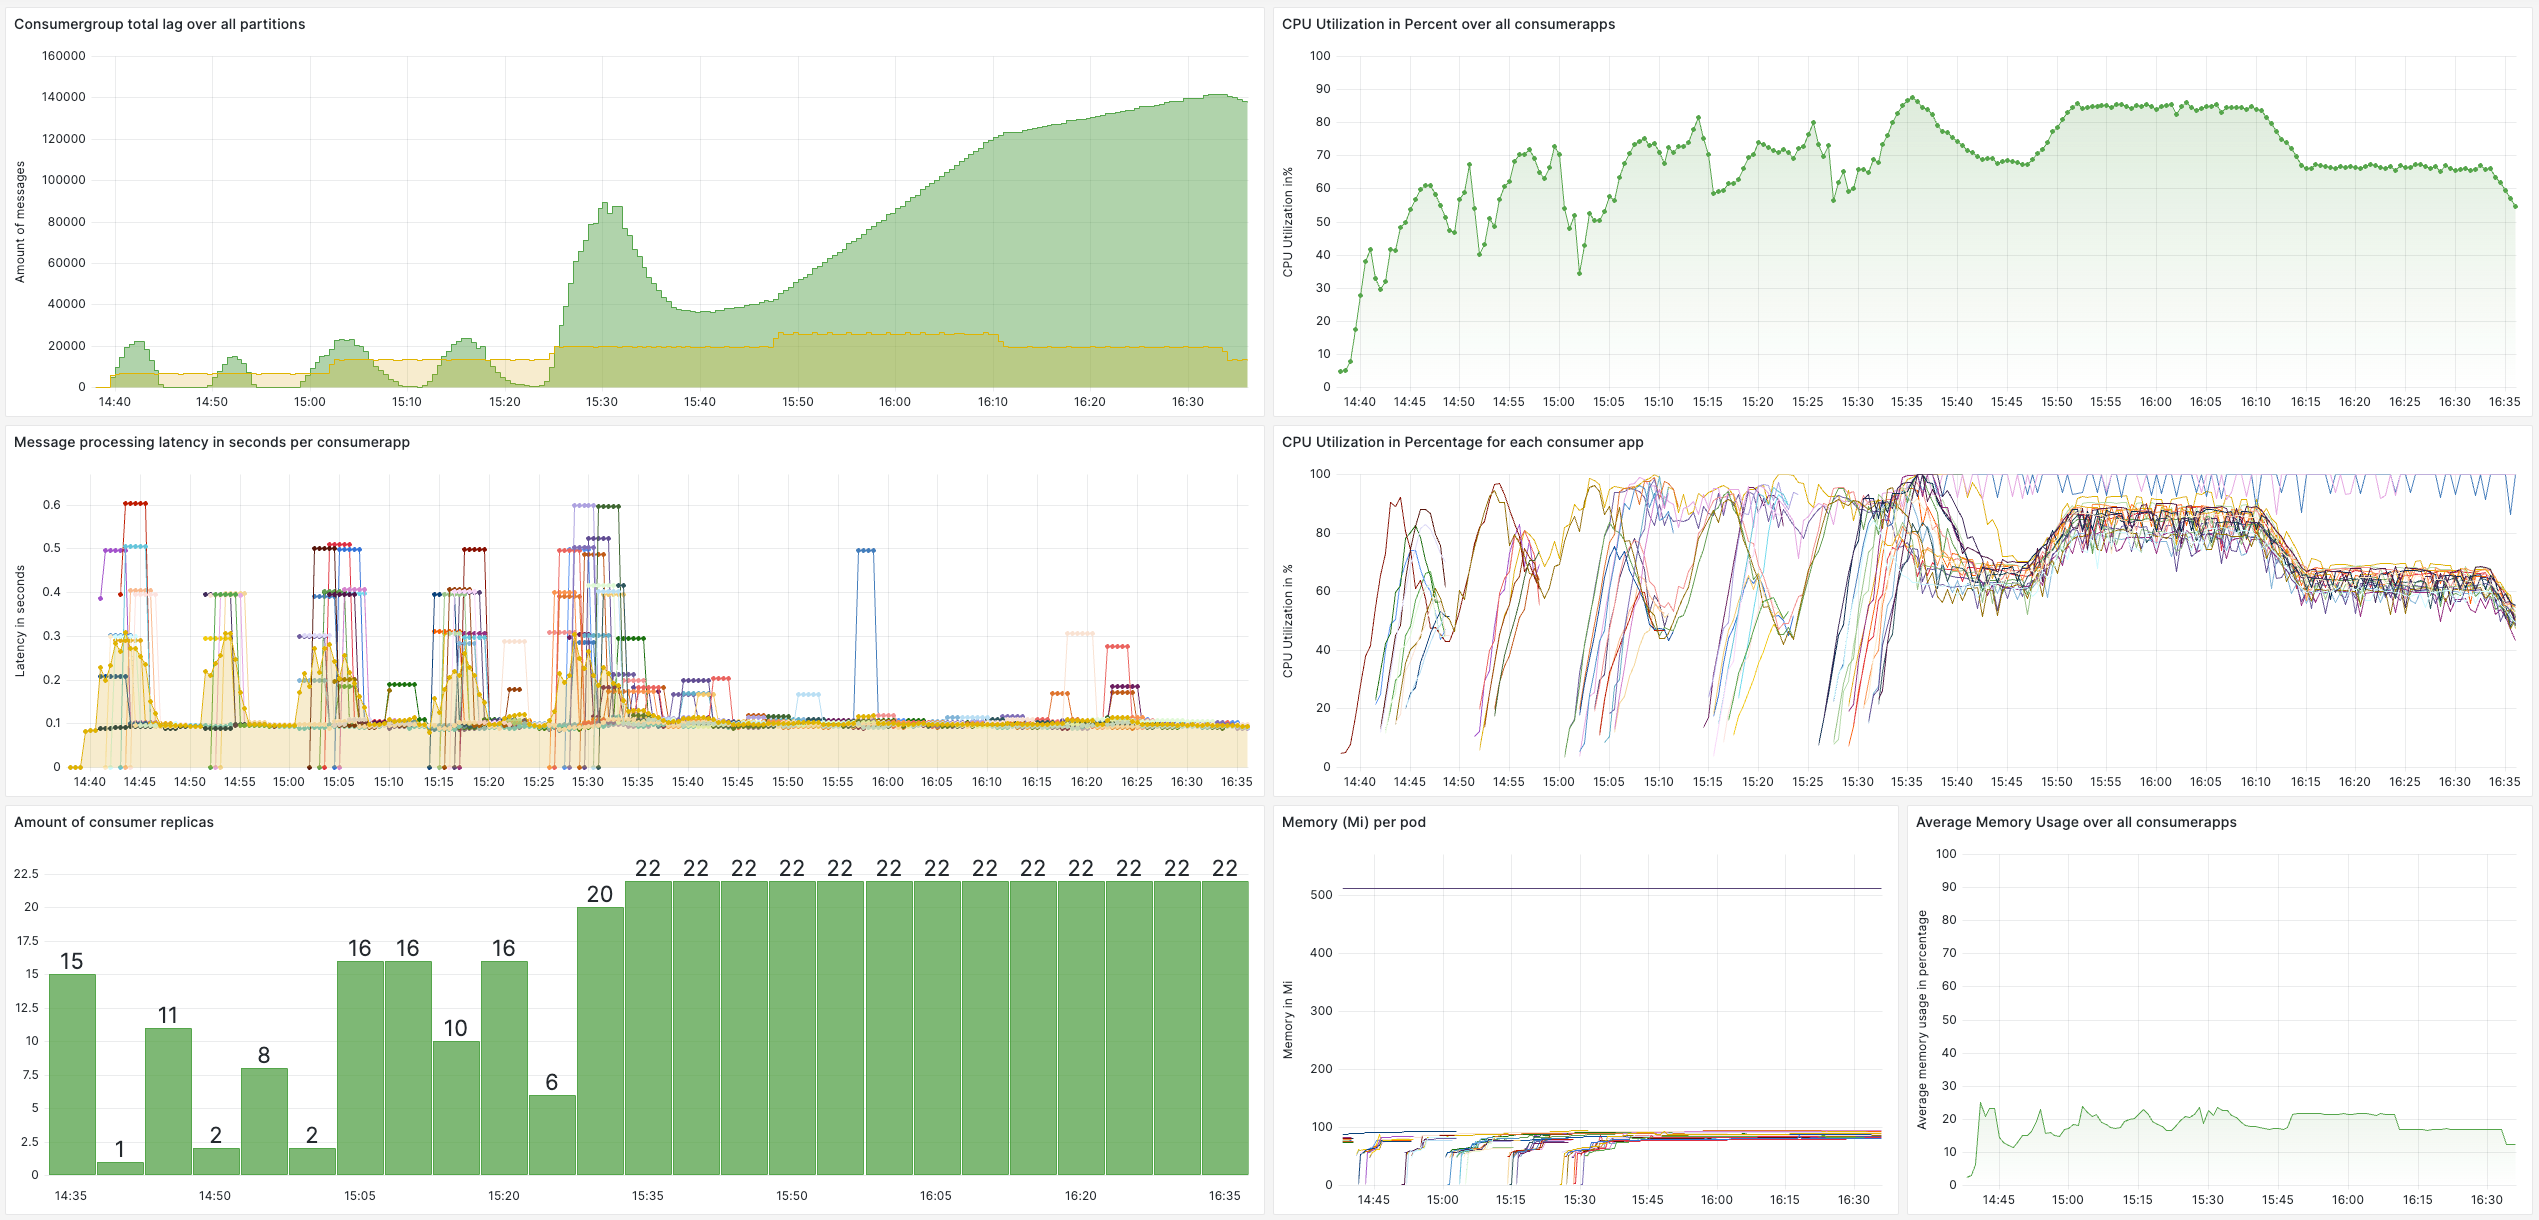 Consumergroup total lag over all partitions
160000
140000
120000
100000
80000
60000
40000
20000
0
Amount of messages
14:40 14:50 15:00 15:10 15:20 15:30 15:40 15:50 16:00 16:10 16:20 16:30
CPU Utilization in Percent over all consumerapps
100
90
80
70
60
50
40
30
20
10
0
CPU Utilization in%
14:40 14:45 14:50 14:55 15:00 15:05 15:10 15:15 15:20 15:25 15:30 15:35 15:40 15:45 15:50 15:55 16:00 16:05 16:10 16:15 16:20 16:25 16:30 16:35
Message processing latency in seconds per consumerapp
0.6
0.5
0.4
0.3
0.2
0.1
0
Latency in seconds
14:40 14:45 14:50 14:55 15:00 15:05 15:10 15:15 15:20 15:25 15:30 15:35 15:40 15:45 15:50 15:55 16:00 16:05 16:10 16:15 16:20 16:25 16:30 16:35
CPU Utilization in Percentage for each consumer app
100
80
60
40
20
0
CPU Utilization in %
14:40 14:45 14:50 14:55 15:00 15:05 15:10 15:15 15:20 15:25 15:30 15:35 15:40 15:45 15:50 15:55 16:00 16:05 16:10 16:15 16:20 16:25 16:30 16:35
Amount of consumer replicas
22.5
20
17.5
15
12.5
10
7.5
5
2.5
0
15 1 11 2 8 2 16 16 10 16 6 20 22 22 22 22 22 22 22 22 22 22 22 22 22
14:35 14:50 15:05 15:20 15:35 15:50 16:05 16:20 16:35
Memory (Mi) per pod
500
400
300
200
100
0
Memory in Mi
14:45 15:00 15:15 15:30 15:45 16:00 16:15 16:30
Average Memory Usage over all consumerapps
100
90
80
70
60
50
40
30
20
10
0
Average memory usage in percentage
14:45 15:00 15:15 15:30 15:45 16:00 16:15 16:30